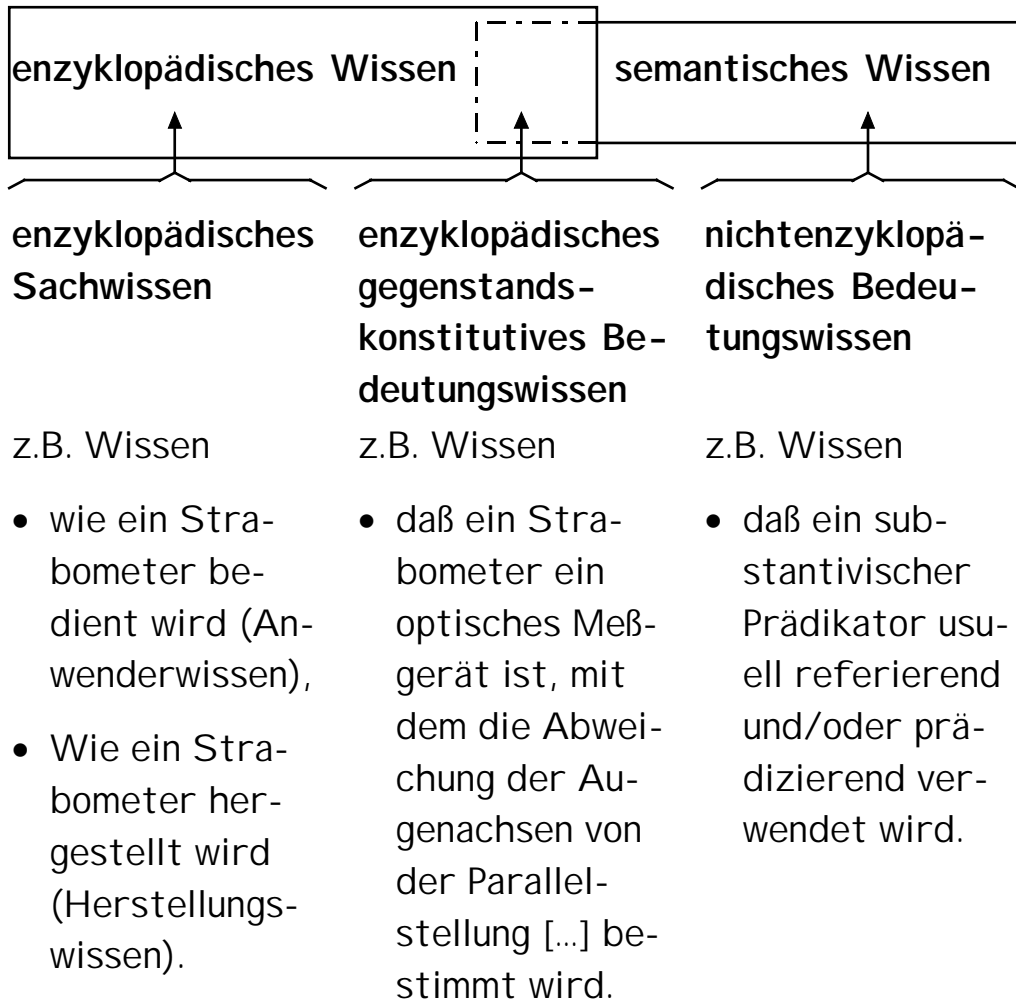 enzyklopädisches Wissen
semantisches Wissen
enzyklopädisches
Sachwissen
z.B. Wissen
• wie ein Stra-
bometer be-
dient wird (An-
wenderwissen),
• Wie ein Stra-
bometer her-
gestellt wird
(Herstellungs-
wissen).
enzyklopädisches
gegenstands-
konstitutives Be-
deutungswissen
z.B. Wissen
• daß ein Stra-
bometer ein
optisches Meß-
gerät ist, mit
dem die Abwei-
chung der Au-
genachsen von
der Parallel-
stellung [...] be-
stimmt wird.
nichtenzyklopä-
disches Bedeu-
tungswissen
z.B. Wissen
• daß ein sub-
stantivischer
Prädikator usu-
ell referierend
und/oder prä-
dizierend ver-
wendet wird.